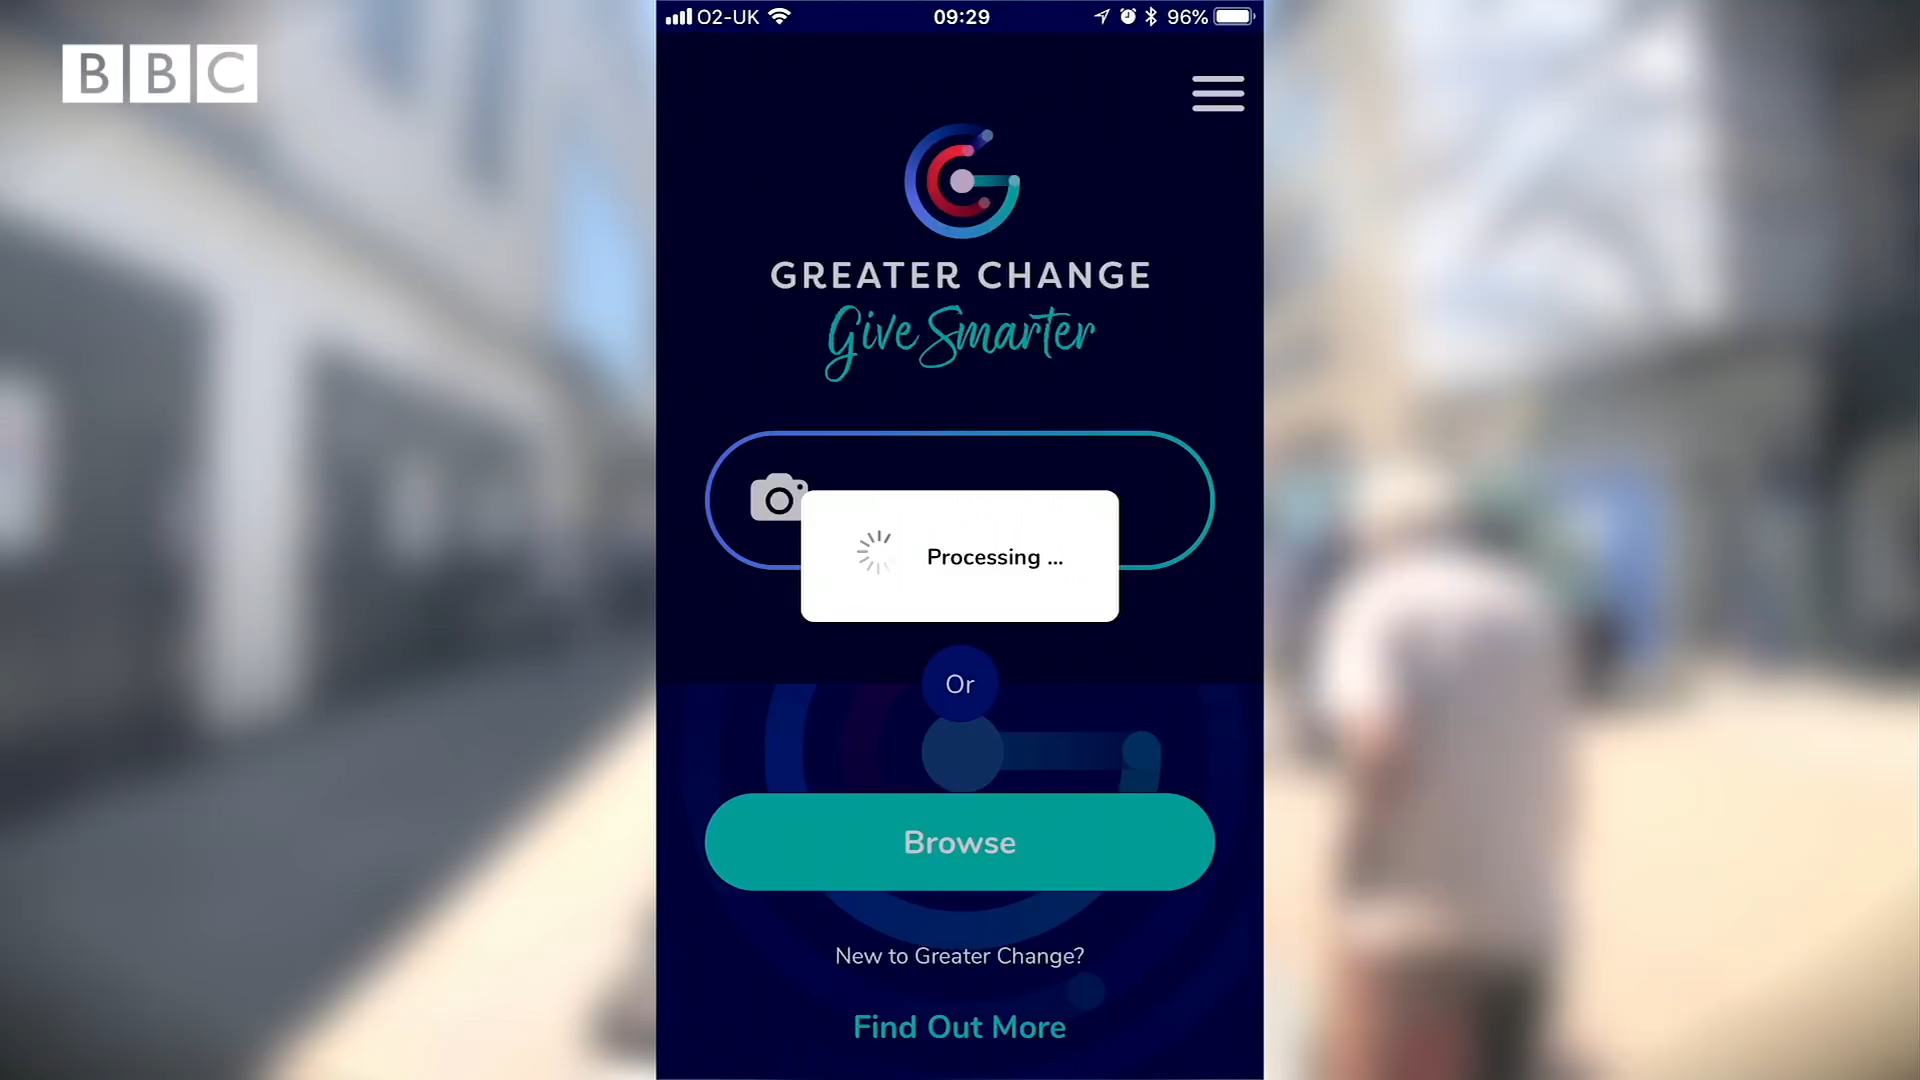 BBC
O2-UK 09:29 96%
GREATER CHANGE
Give Smarter
Processing ...
Or
Browse
New to Greater Change?
Find Out More